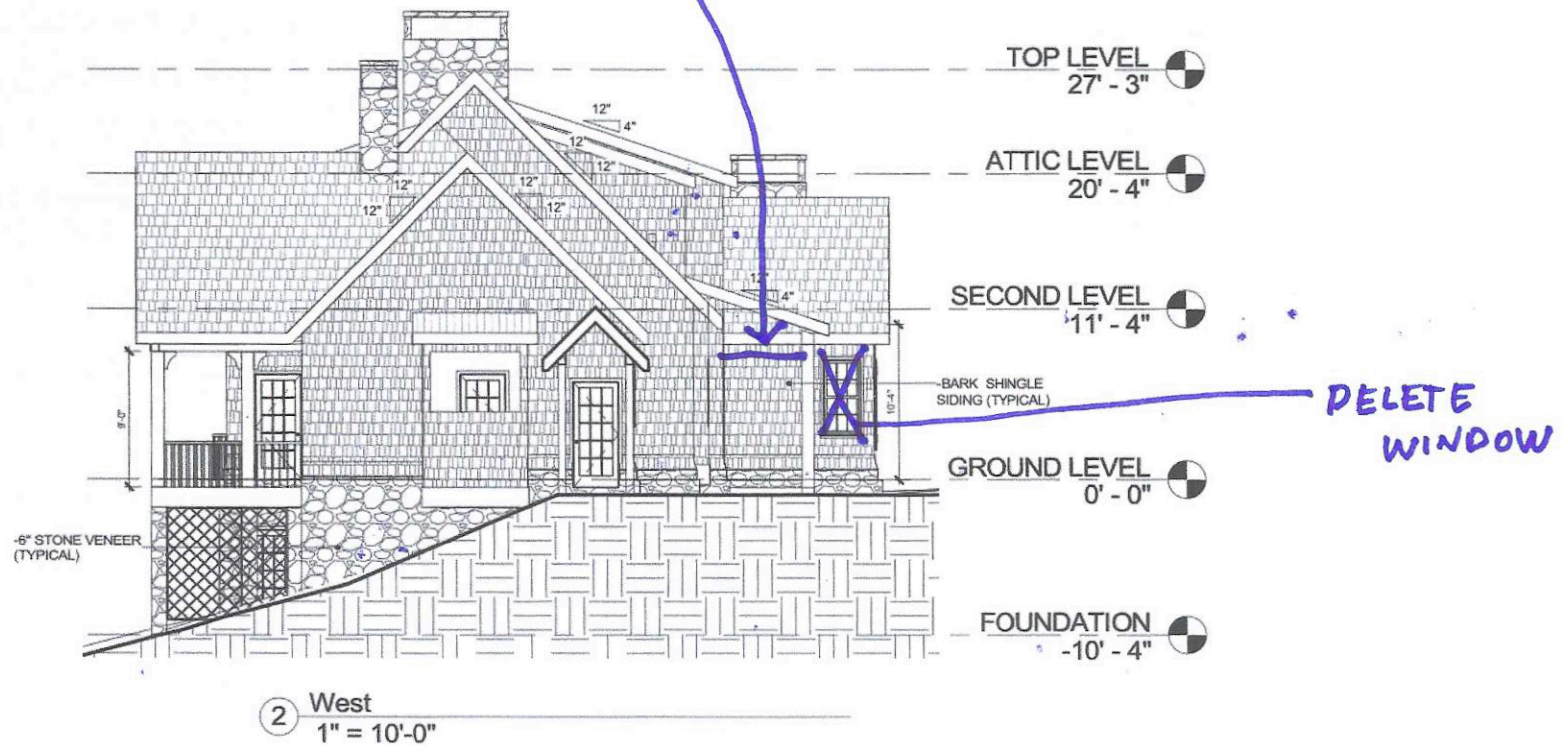 TOP LEVEL
27' - 3"
12"
4"
12"
12"
ATTIC LEVEL
20' - 4"
12"
12"
12"
12"
SECOND LEVEL
11' - 4"
12"
4"
-BARK SHINGLE
SIDING (TYPICAL)
9'-0"
10'-4"
DELETE
WINDOW
GROUND LEVEL
0' - 0"
-6" STONE VENEER
(TYPICAL)
FOUNDATION
-10' - 4"
2
West
1" = 10'-0"